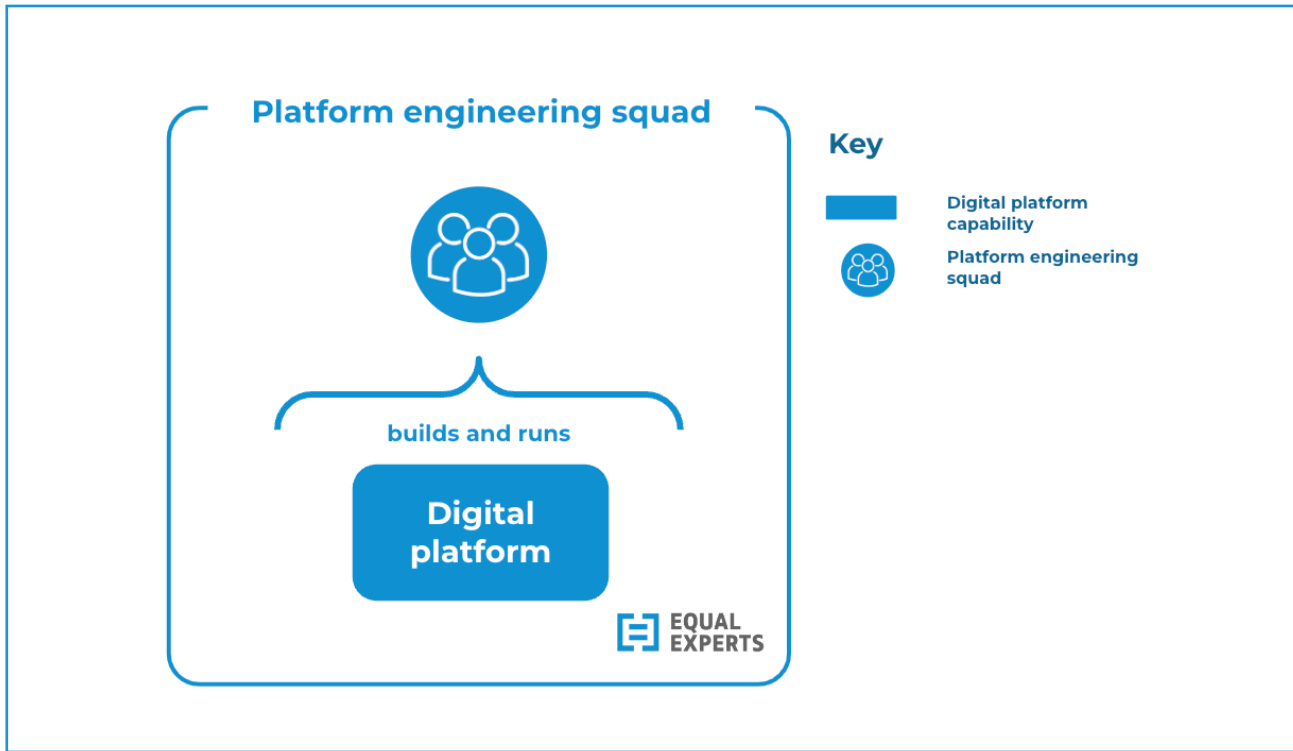 Platform engineering squad
builds and runs
Digital
platform
EQUAL
EXPERTS
Key
Digital platform
capability
Platform engineering
squad